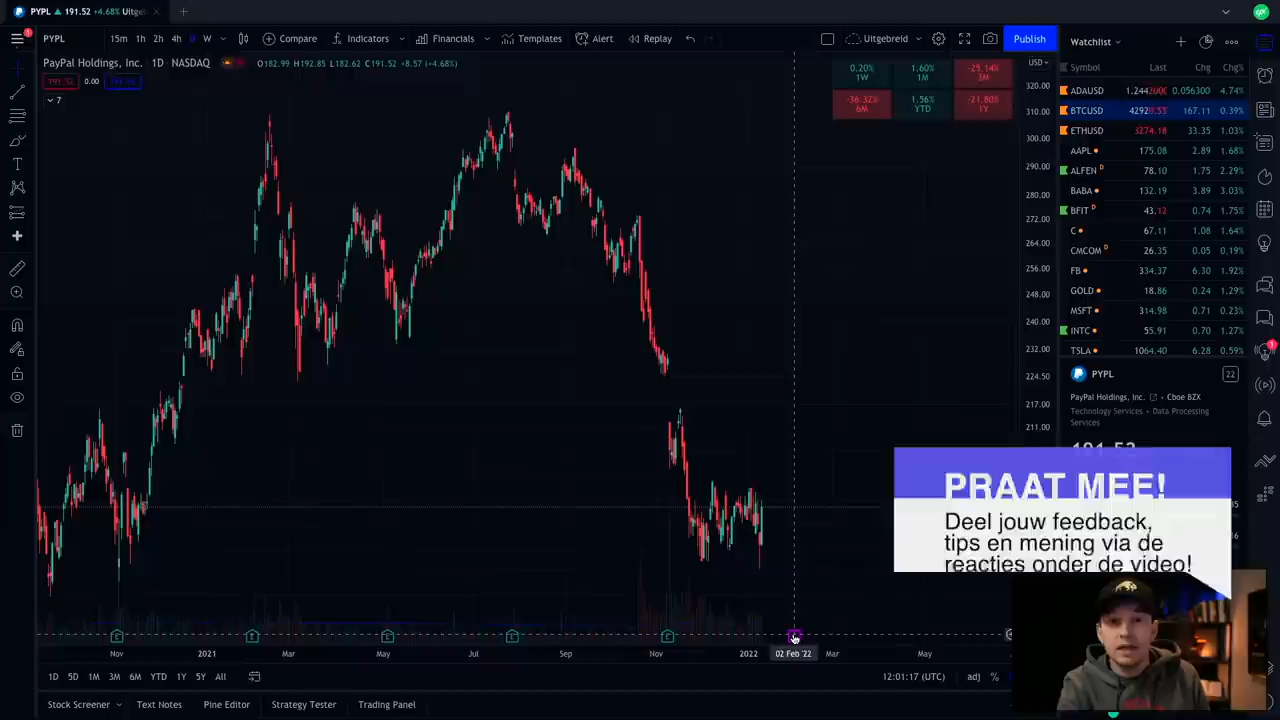 PYPL ▲ 191.52 +4.68% Uitge
PYPL 15m 1h 2h 4h D W Compare Indicators Financials Templates Alert Replay Uitgebreid Publish
Watchlist
PayPal Holdings, Inc. 1D NASDAQ O182.99 H192.85 L182.62 C191.52 +8.57 (+4.68%)
191.52 0.00
7
0.20% 1.60% -25.14%
1W 1M 3M
-36.32% 1.56% -21.80%
6M YTD 1Y
USD
320.00
310.00
300.00
290.00
280.00
272.00
264.00
256.00
248.00
240.00
232.00
224.50
217.00
211.00
Symbol Last Chg Chg%
ADAUSD 0.056300 4.74%
BTCUSD 167.11 0.39%
ETHUSD 3274.18 33.35 1.03%
AAPL 175.08 2.89 1.68%
ALFEN D 78.10 1.75 2.29%
BABA 132.19 3.89 3.03%
BFIT D 43.12 0.74 1.75%
C 67.11 1.08 1.64%
CMCOM D 26.35 0.05 0.19%
FB 334.37 6.30 1.92%
GOLD 18.86 0.24 1.29%
MSFT 314.98 0.71 0.23%
INTC 55.91 0.70 1.27%
TSLA 1064.40 6.28 0.59%
PYPL 22
PayPal Holdings, Inc. • Cboe BZX
Technology Services • Data Processing
Services
191.52
PRAAT MEE!
Deel jouw feedback,
tips en mening via de
reacties onder de video!
E E E E E
Nov 2021 Mar May Jul Sep Nov 2022 02 Feb '22 Mar May
1D 5D 1M 3M 6M YTD 1Y 5Y All 12:01:17 (UTC) adj %
Stock Screener Text Notes Pine Editor Strategy Tester Trading Panel